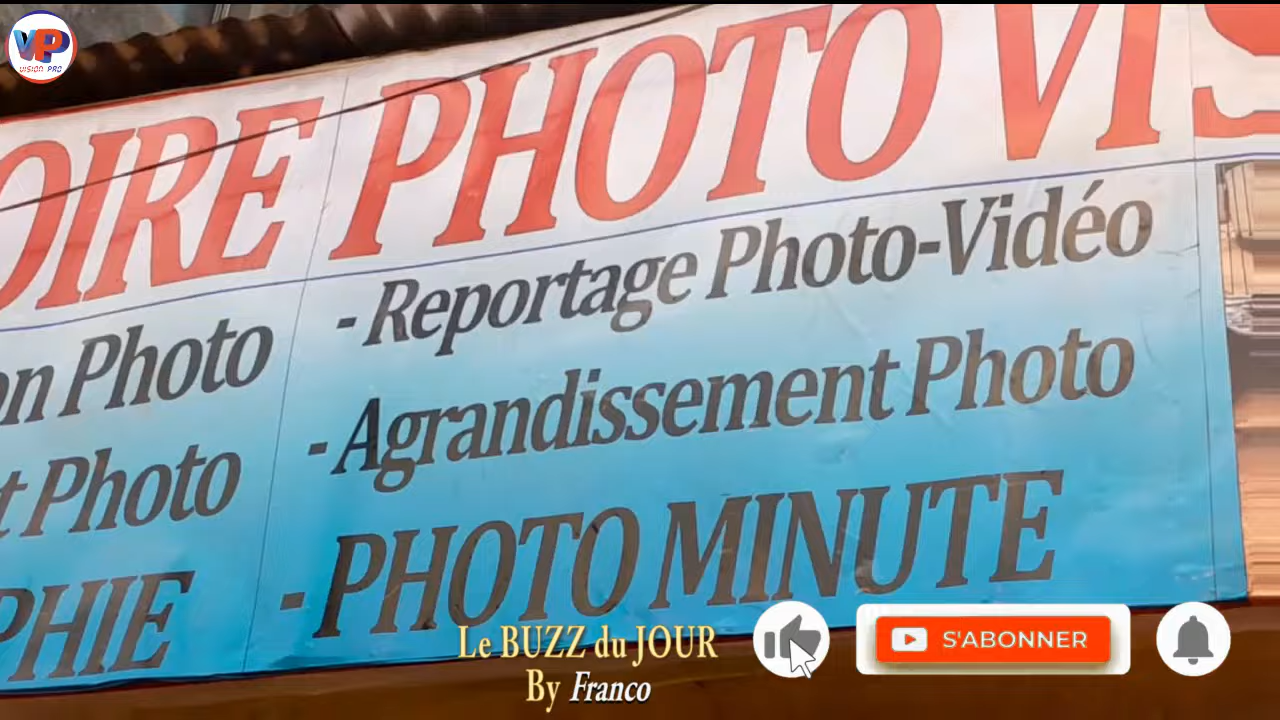 VP
VISION PRO
OIRE PHOTO VIS
on Photo
- Reportage Photo-Vidéo
t Photo
- Agrandissement Photo
PHIE
- PHOTO MINUTE
Le BUZZ du JOUR
By Franco
S'ABONNER